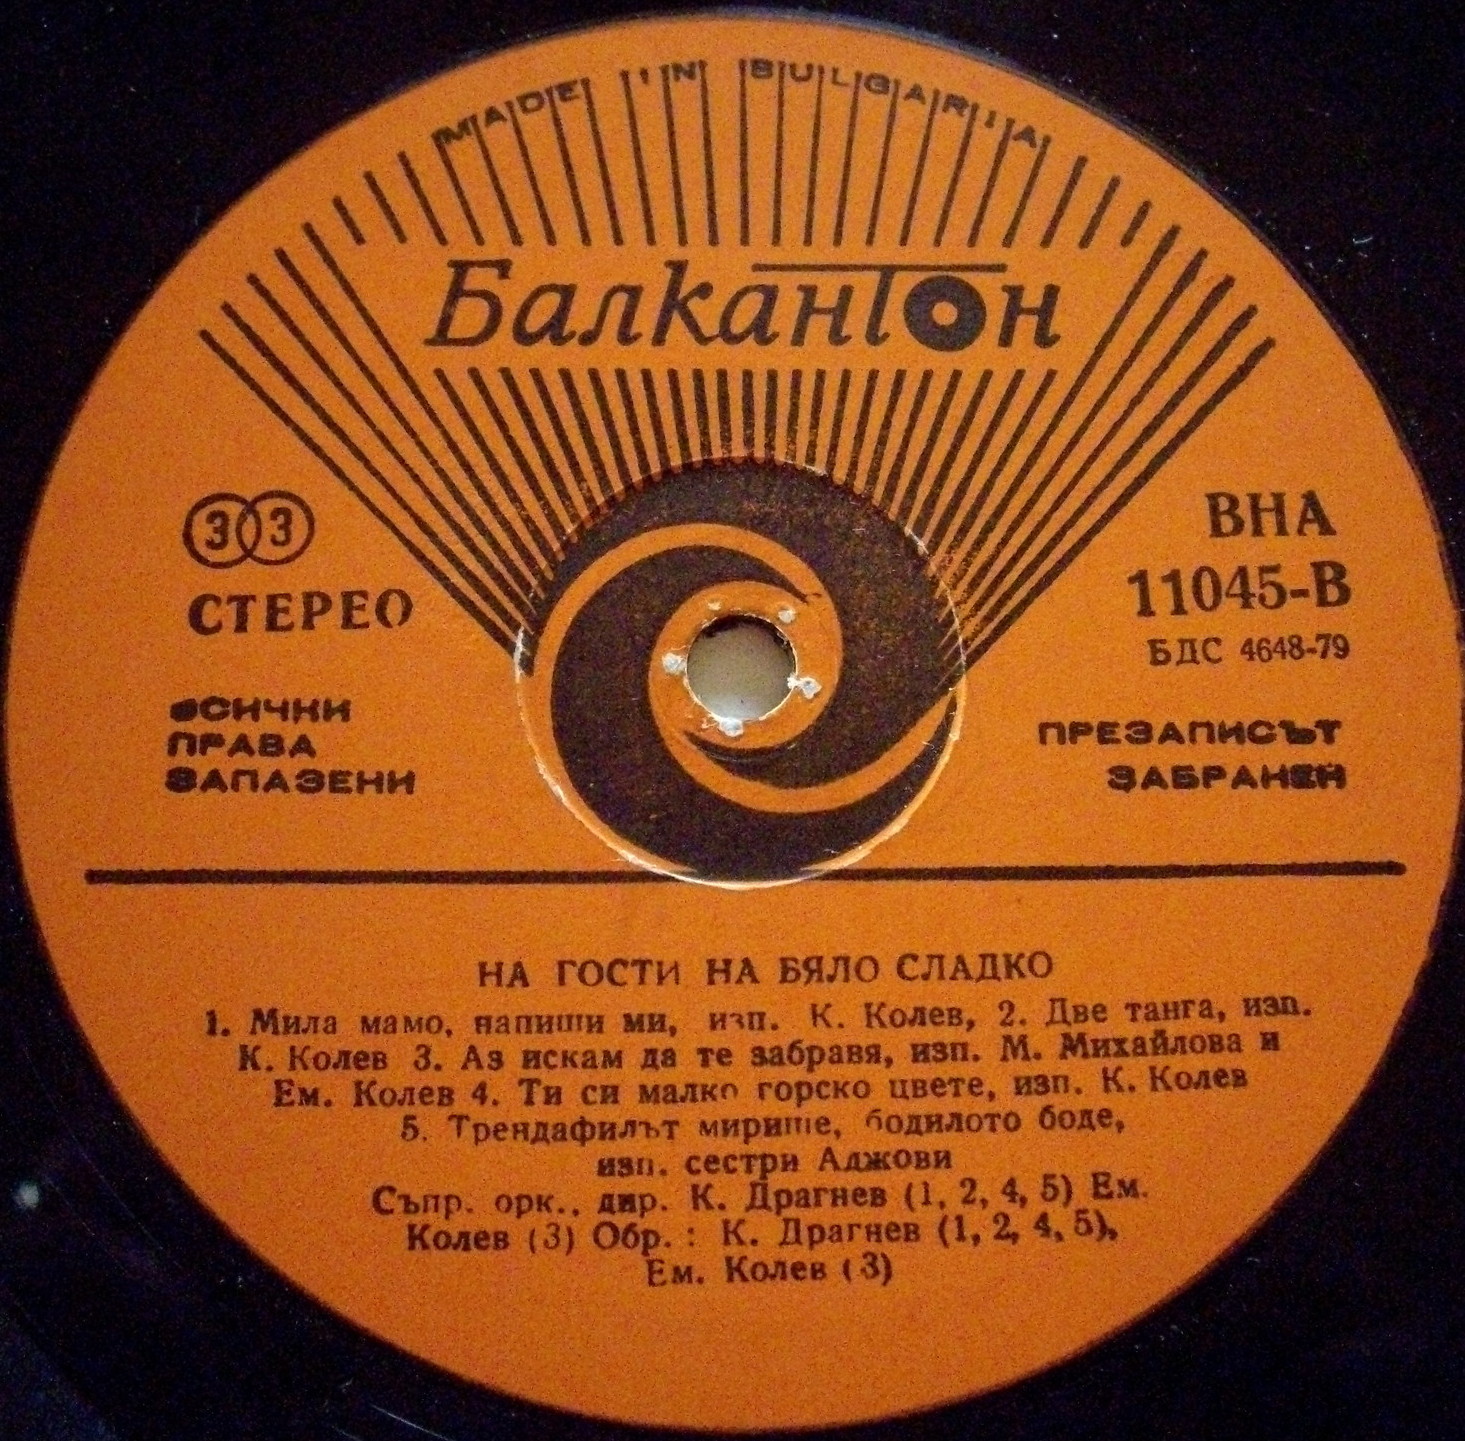 MADE IN BULGARIA
Балкантон
33
СТЕРЕО
ВСИЧКИ
ПРАВА
ЗАПАЗЕНИ
ВНА
11045-В
БДС 4648-79
ПРЕЗАПИСЪТ
ЗАБРАНЕН
НА ГОСТИ НА БЯЛО СЛАДКО
1. Мила мамо, напиши ми, изп. К. Колев, 2. Две танга, изп.
К. Колев 3. Аз искам да те забравя, изп. М. Михайлова и
Ем. Колев 4. Ти си малко горско цвете, изп. К. Колев
5. Трендафилът мирише, бодилото боде,
изп. сестри Аджови
Съпр. орк., дир. К. Драгнев (1, 2, 4, 5) Ем.
Колев (3) Обр.: К. Драгнев (1, 2, 4, 5),
Ем. Колев (3)